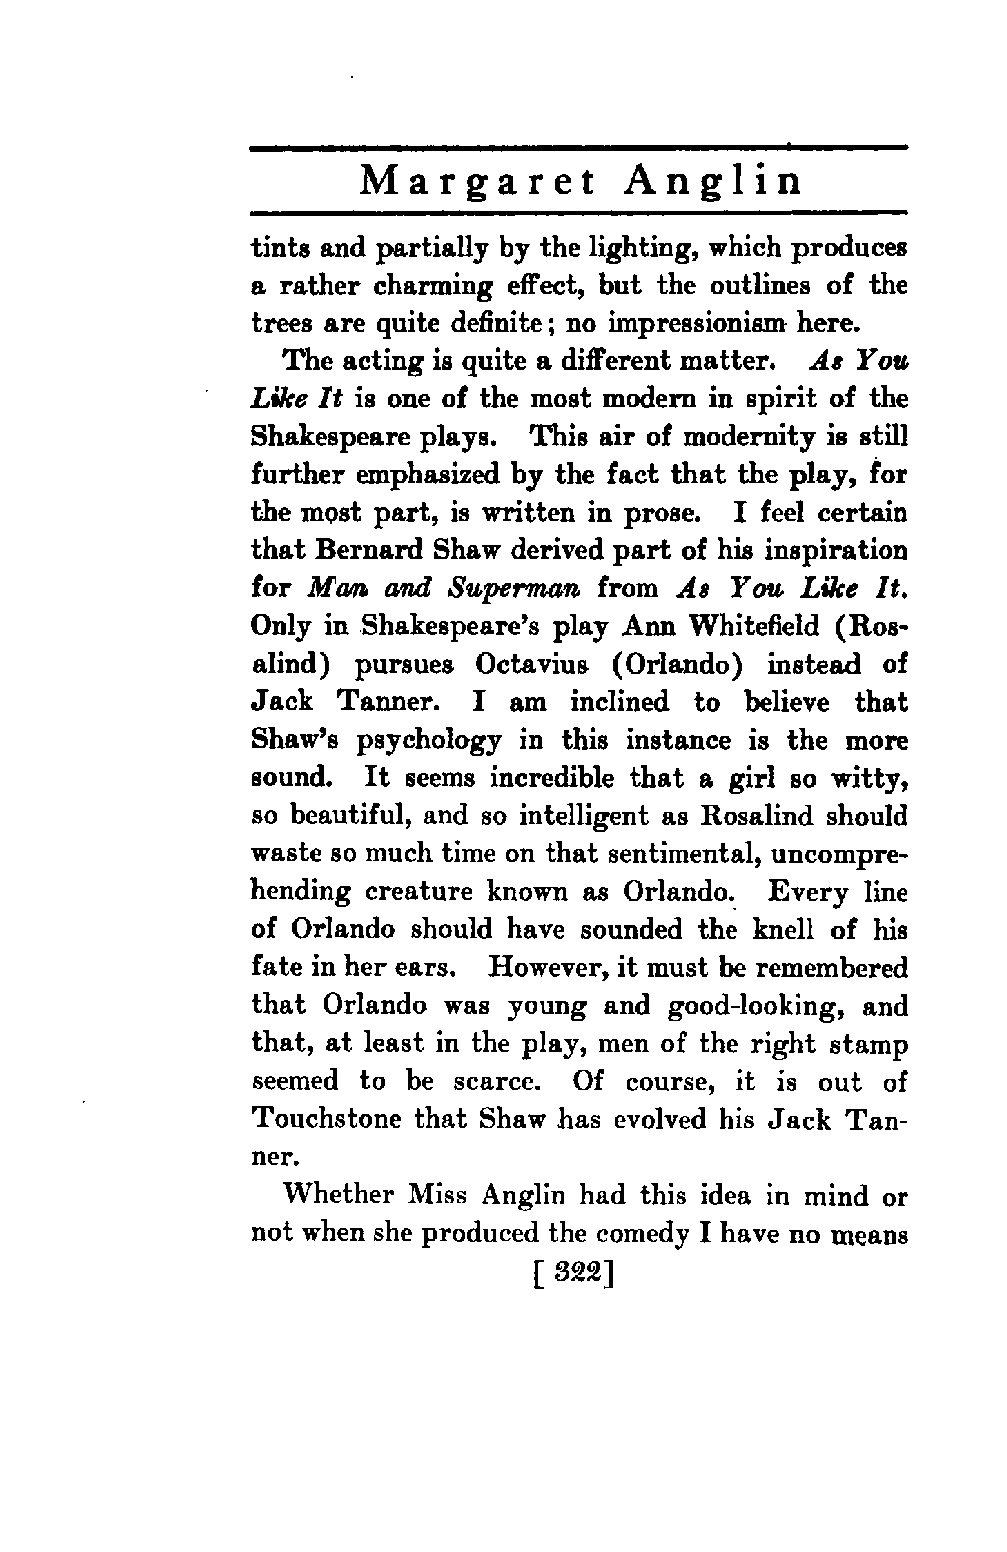 Margaret Anglin
tints and partially by the lighting, which produces
a rather charming effect, but the outlines of the
trees are quite definite; no impressionism here.
The acting is quite a different matter. As You
Like It is one of the most modern in spirit of the
Shakespeare plays. This air of modernity is still
further emphasized by the fact that the play, for
the most part, is written in prose. I feel certain
that Bernard Shaw derived part of his inspiration
for Man and Superman from As You Like It.
Only in Shakespeare's play Ann Whitefield (Ros-
alind) pursues Octavius (Orlando) instead of
Jack Tanner. I am inclined to believe that
Shaw's psychology in this instance is the more
sound. It seems incredible that a girl so witty,
so beautiful, and so intelligent as Rosalind should
waste so much time on that sentimental, uncompre-
hending creature known as Orlando. Every line
of Orlando should have sounded the knell of his
fate in her ears. However, it must be remembered
that Orlando was young and good-looking, and
that, at least in the play, men of the right stamp
seemed to be scarce. Of course, it is out of
Touchstone that Shaw has evolved his Jack Tan-
ner.
Whether Miss Anglin had this idea in mind or
not when she produced the comedy I have no means
[ 322]